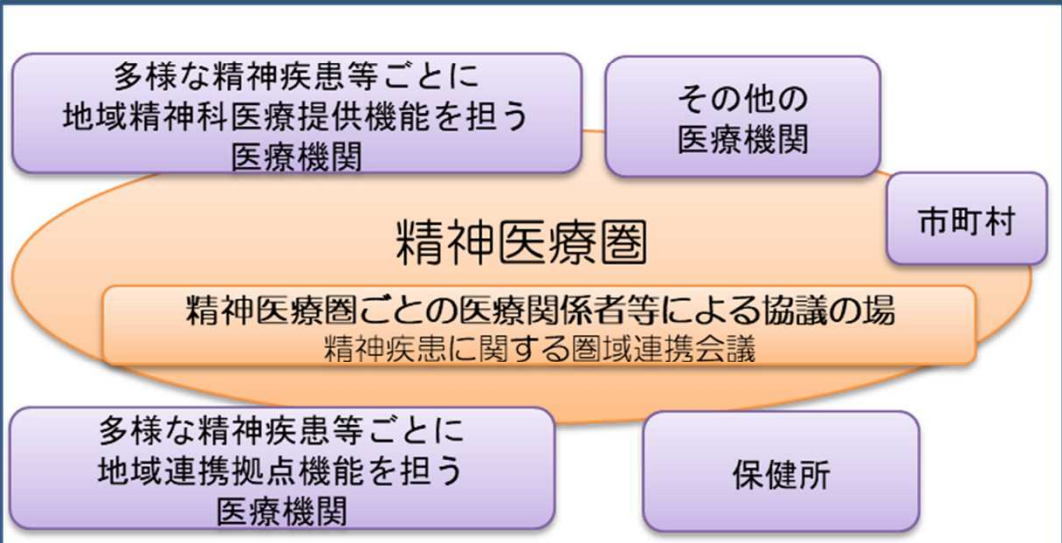 多様な精神疾患等ごとに
地域精神科医療提供機能を担う
医療機関
その他の
医療機関
市町村
精神医療圏
精神医療圏ごとの医療関係者等による協議の場
精神疾患に関する圏域連携会議
多様な精神疾患等ごとに
地域連携拠点機能を担う
医療機関
保健所